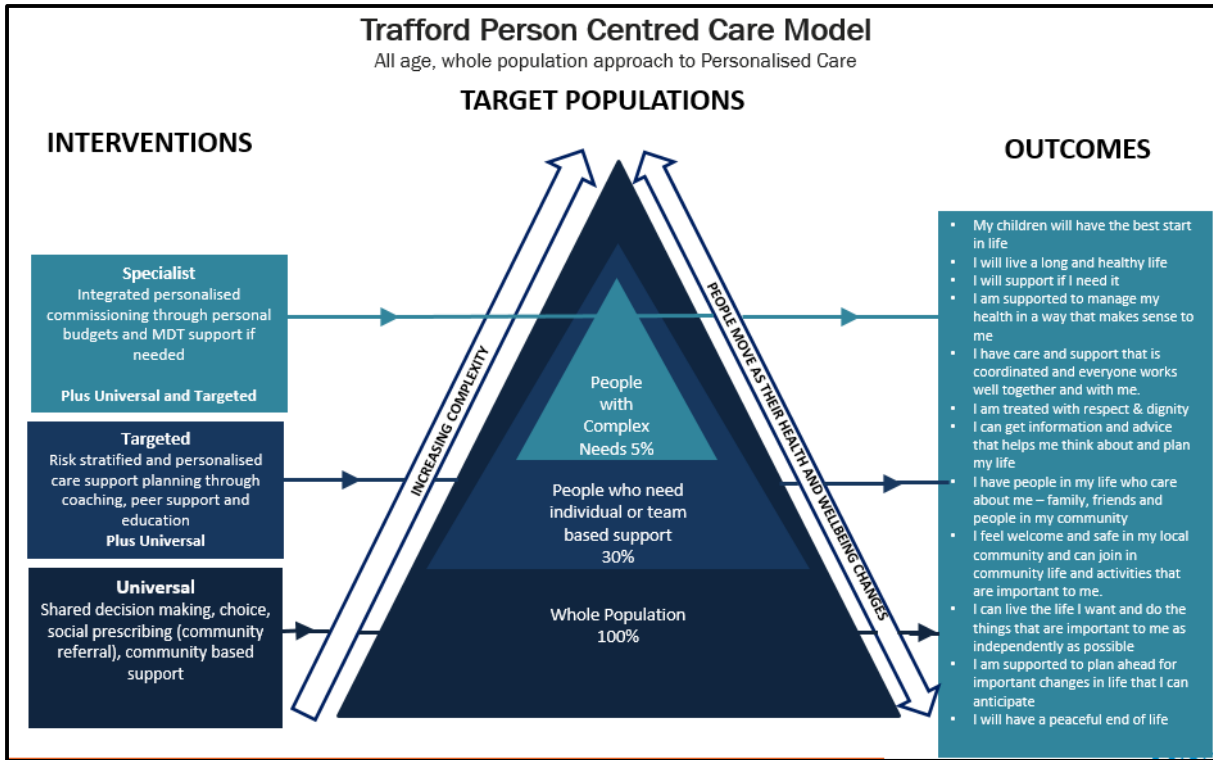 Trafford Person Centred Care Model
All age, whole population approach to Personalised Care
TARGET POPULATIONS
INTERVENTIONS
Specialist
Integrated personalised
commissioning through personal
budgets and MDT support if
needed
Plus Universal and Targeted
Targeted
Risk stratified and personalised
care support planning through
coaching, peer support and
education
Plus Universal
Universal
Shared decision making, choice,
social prescribing (community
referral), community based
support
INCREASING COMPLEXITY
People
with
Complex
Needs 5%
People who need
individual or team
based support
30%
Whole Population
100%
PEOPLE MOVE AS THEIR HEALTH AND WELLBEING CHANGES
OUTCOMES
• My children will have the best start
in life
• I will live a long and healthy life
• I will support if I need it
• I am supported to manage my
health in a way that makes sense to
me
• I have care and support that is
coordinated and everyone works
well together and with me.
• I am treated with respect & dignity
• I can get information and advice
that helps me think about and plan
my life
• I have people in my life who care
about me – family, friends and
people in my community
• I feel welcome and safe in my local
community and can join in
community life and activities that
are important to me.
• I can live the life I want and do the
things that are important to me as
independently as possible
• I am supported to plan ahead for
important changes in life that I can
anticipate
• I will have a peaceful end of life